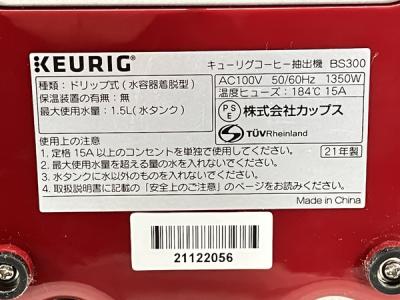 KEURIG
キューリグコーヒー抽出機 BS300
種類：ドリップ式（水容器着脱型）
保温装置の有無：無
最大使用水量：1.5L（水タンク）
AC100V 50/60Hz 1350W
温度ヒューズ：184℃ 15A
PS
E
株式会社カップス
TÜVRheinland
使用上の注意
21年製
1. 定格 15A 以上のコンセントを単独で使用してください。
2. 最大使用水量を超える量の水を入れないでください。
3. 水タンクに水以外のものを入れないでください。
4. 取扱説明書に記載の「安全上のご注意」のページをお読みください。
Made in China
21122056